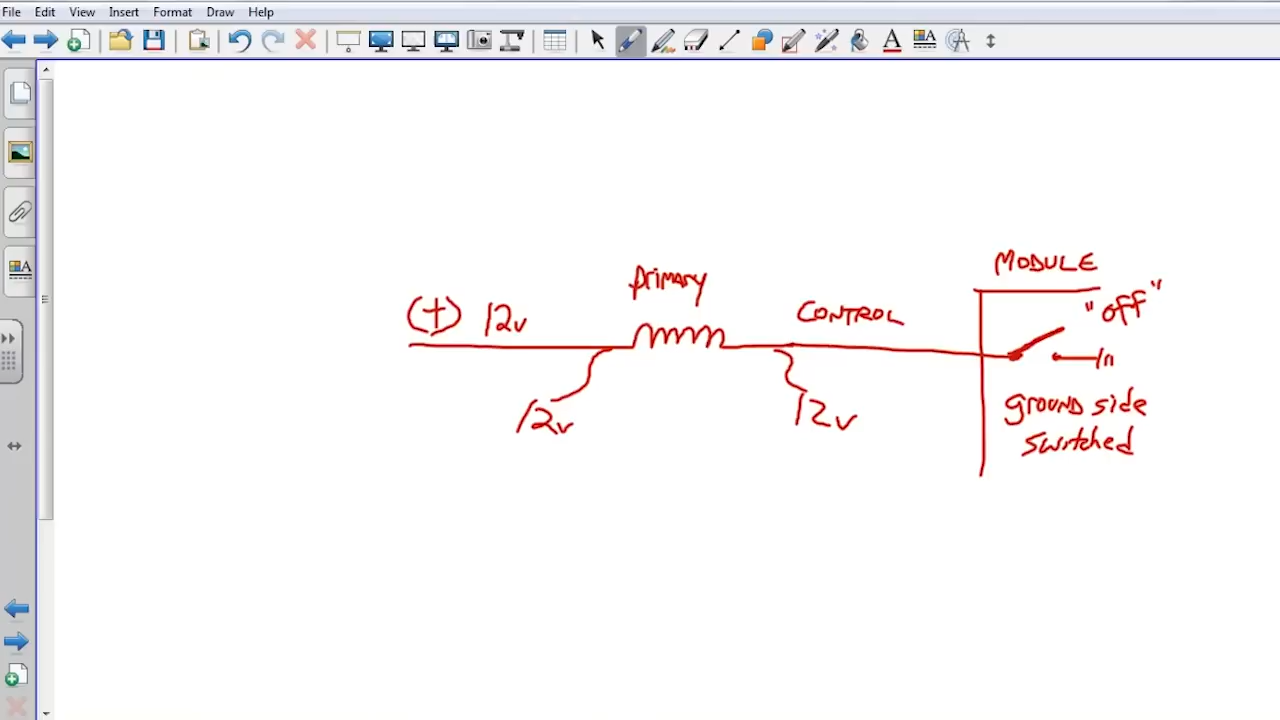 File Edit View Insert Format Draw Help
MODULE
primary
"off"
(+) 12v
CONTROL
12v
12v
ground side
switched